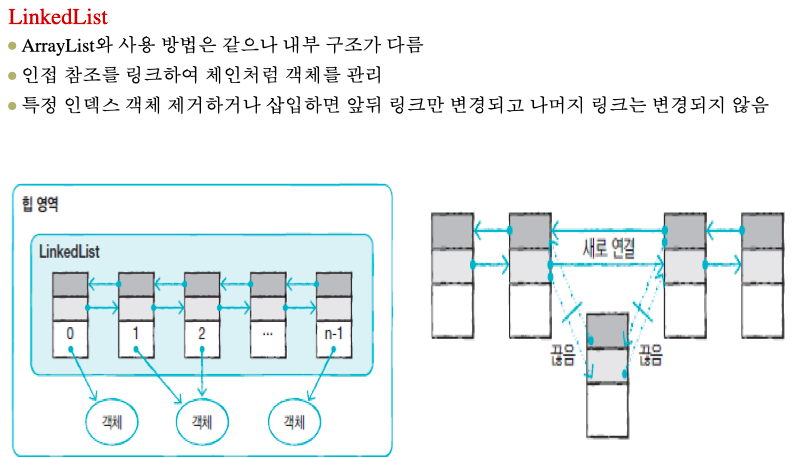 LinkedList
ArrayList와 사용 방법은 같으나 내부 구조가 다름
인접 참조를 링크하여 체인처럼 객체를 관리
특정 인덱스 객체 제거하거나 삽입하면 앞뒤 링크만 변경되고 나머지 링크는 변경되지 않음
힙 영역
LinkedList
0 1 2 ... n-1
객체 객체 객체
새로 연결
끊음 끊음